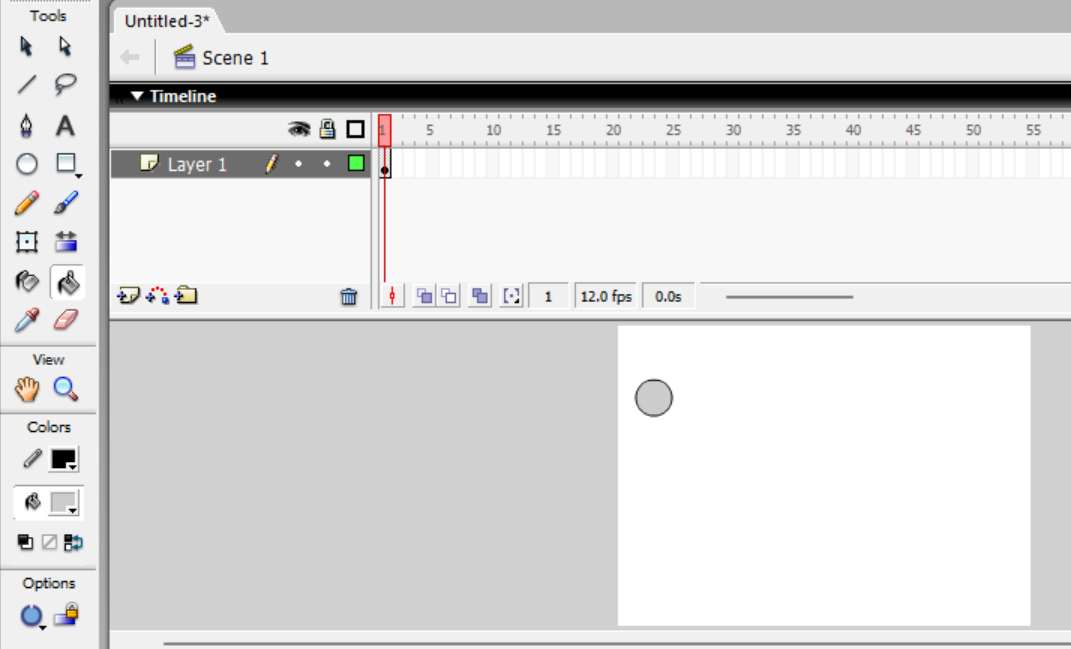 Tools
Untitled-3*
Scene 1
Timeline
1 5 10 15 20 25 30 35 40 45 50 55
Layer 1
1 12.0 fps 0.0s
View
Colors
Options